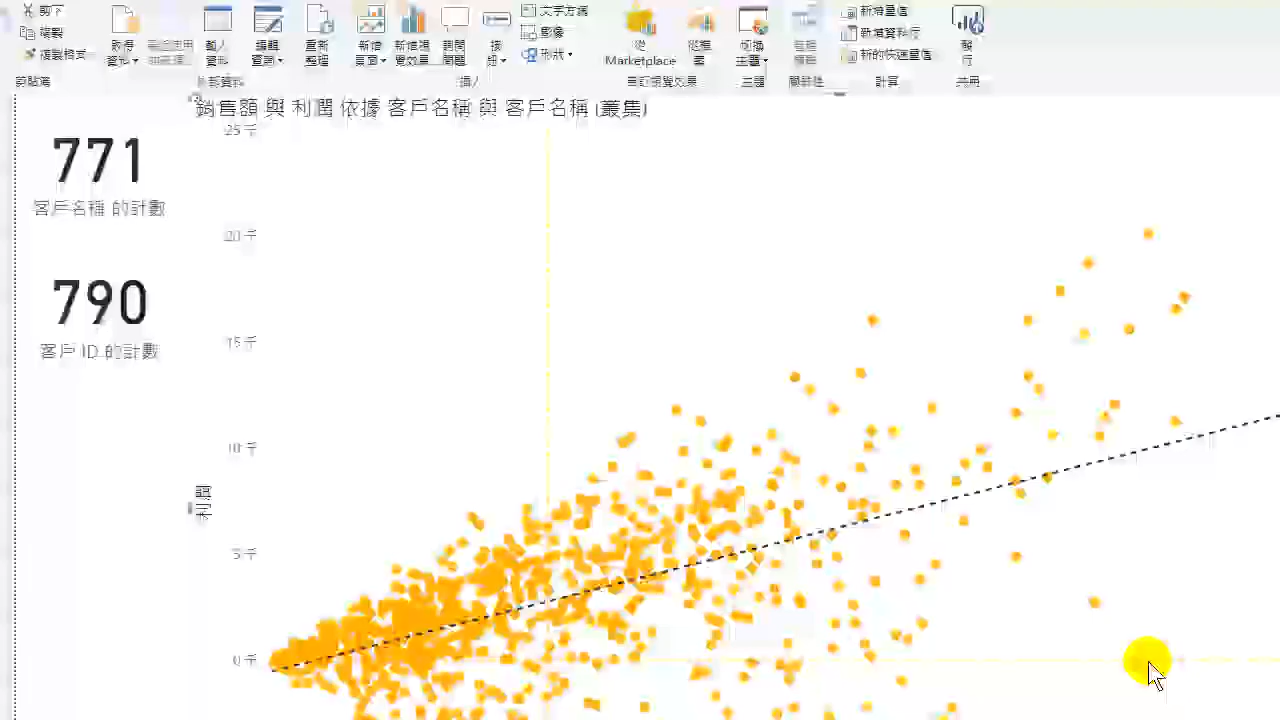 剪下
複製
複製格式
剪貼簿
取得
資料
載入
資料
編輯
查詢
重新
整理
新增
頁面
新增視
覺效果
詢問
問題
按
鈕
文字方塊
影像
形狀
插入
從
Marketplace
從檔
案
自訂視覺效果
切換
主題
主題
管理
關聯性
新增量值
新增資料行
新的快速量值
計算
發
行
共用
銷售額 與 利潤 依據 客戶名稱 與 客戶名稱 (叢集)
771
客戶名稱 的計數
790
客戶 ID 的計數
25 千
20 千
15 千
10 千
5 千
0 千
利潤